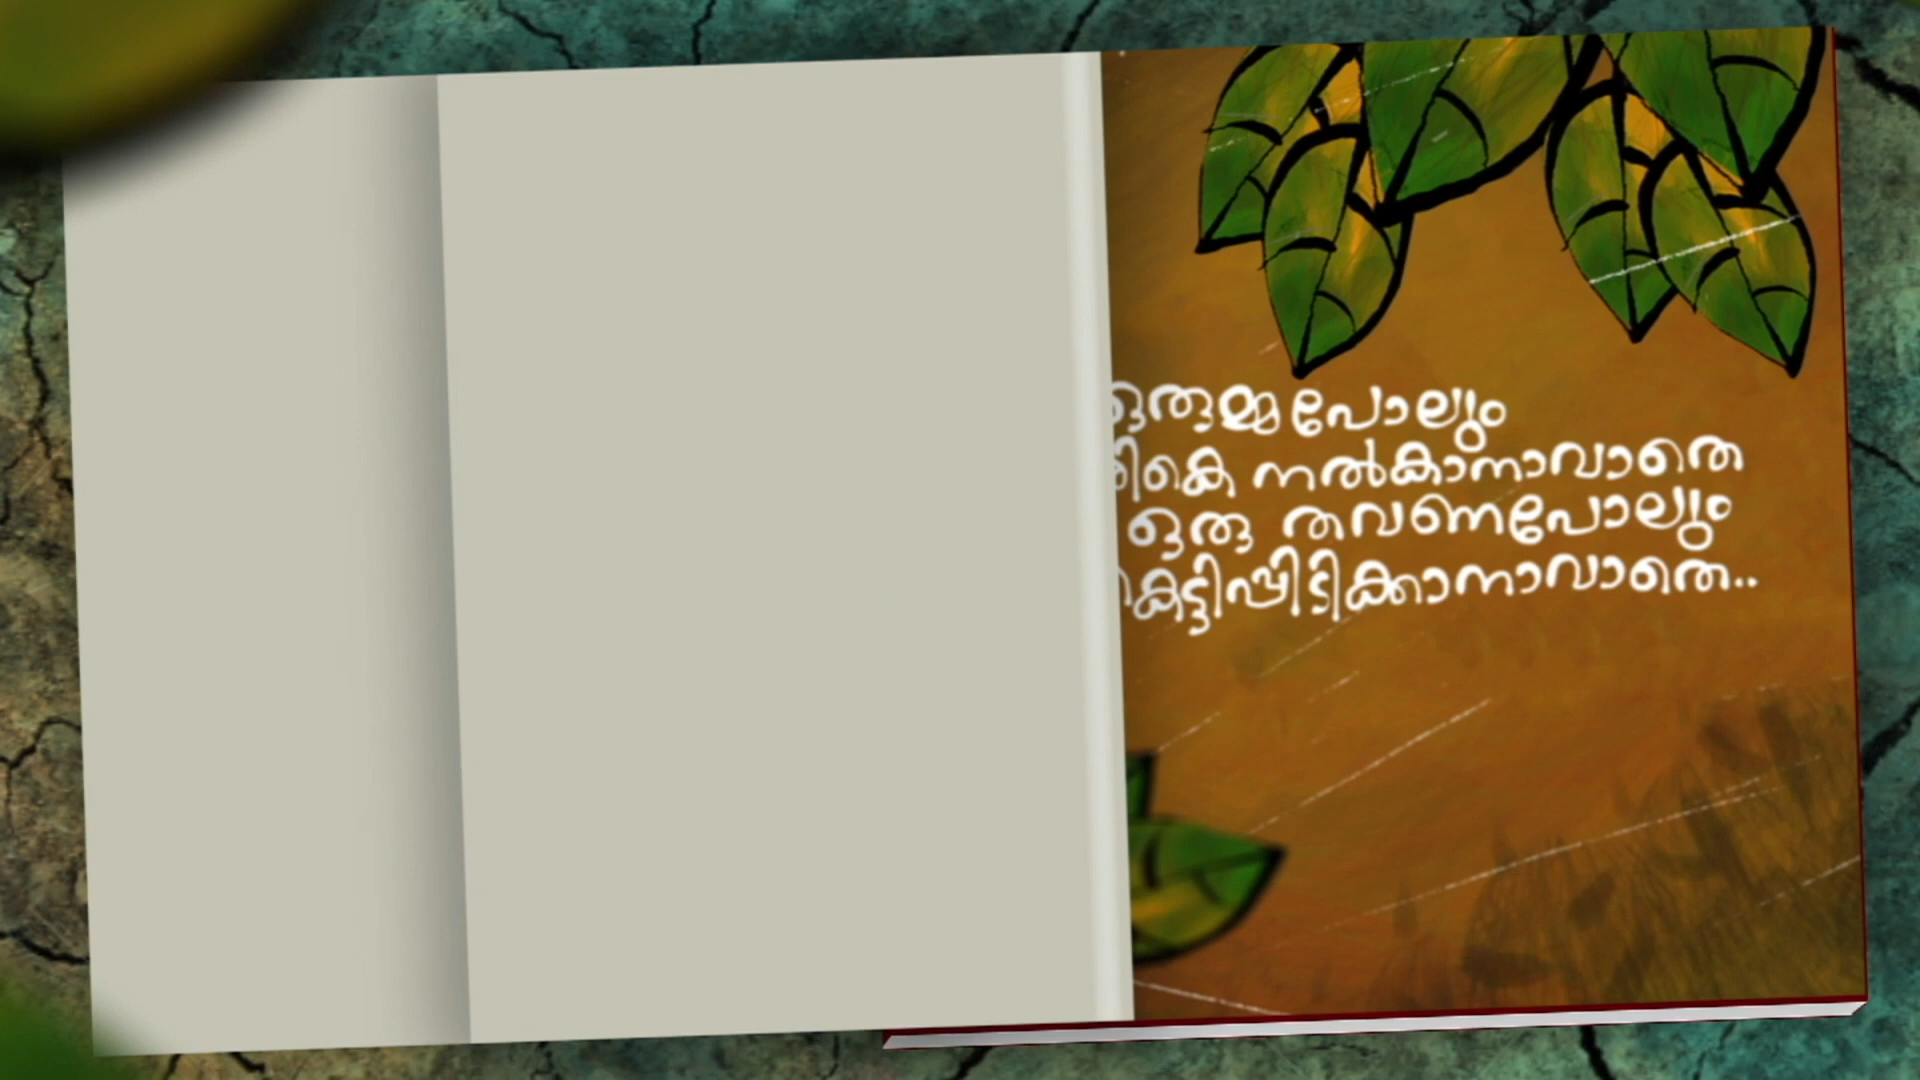 ഒരുമ്മ പോലും
നൽകാനാവാതെ
ഒരു തവണപോലും
കെട്ടിപ്പിടിക്കാനാവാതെ..